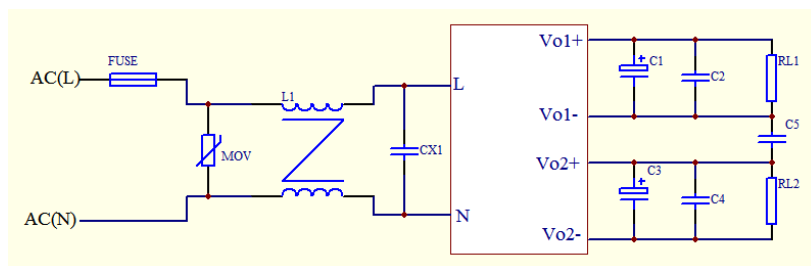 FUSE
AC(L)
MOV
L1
CX1
AC(N)
L
N
Vo1+
Vo1-
Vo2+
Vo2-
C1
C2
RL1
C5
C3
C4
RL2